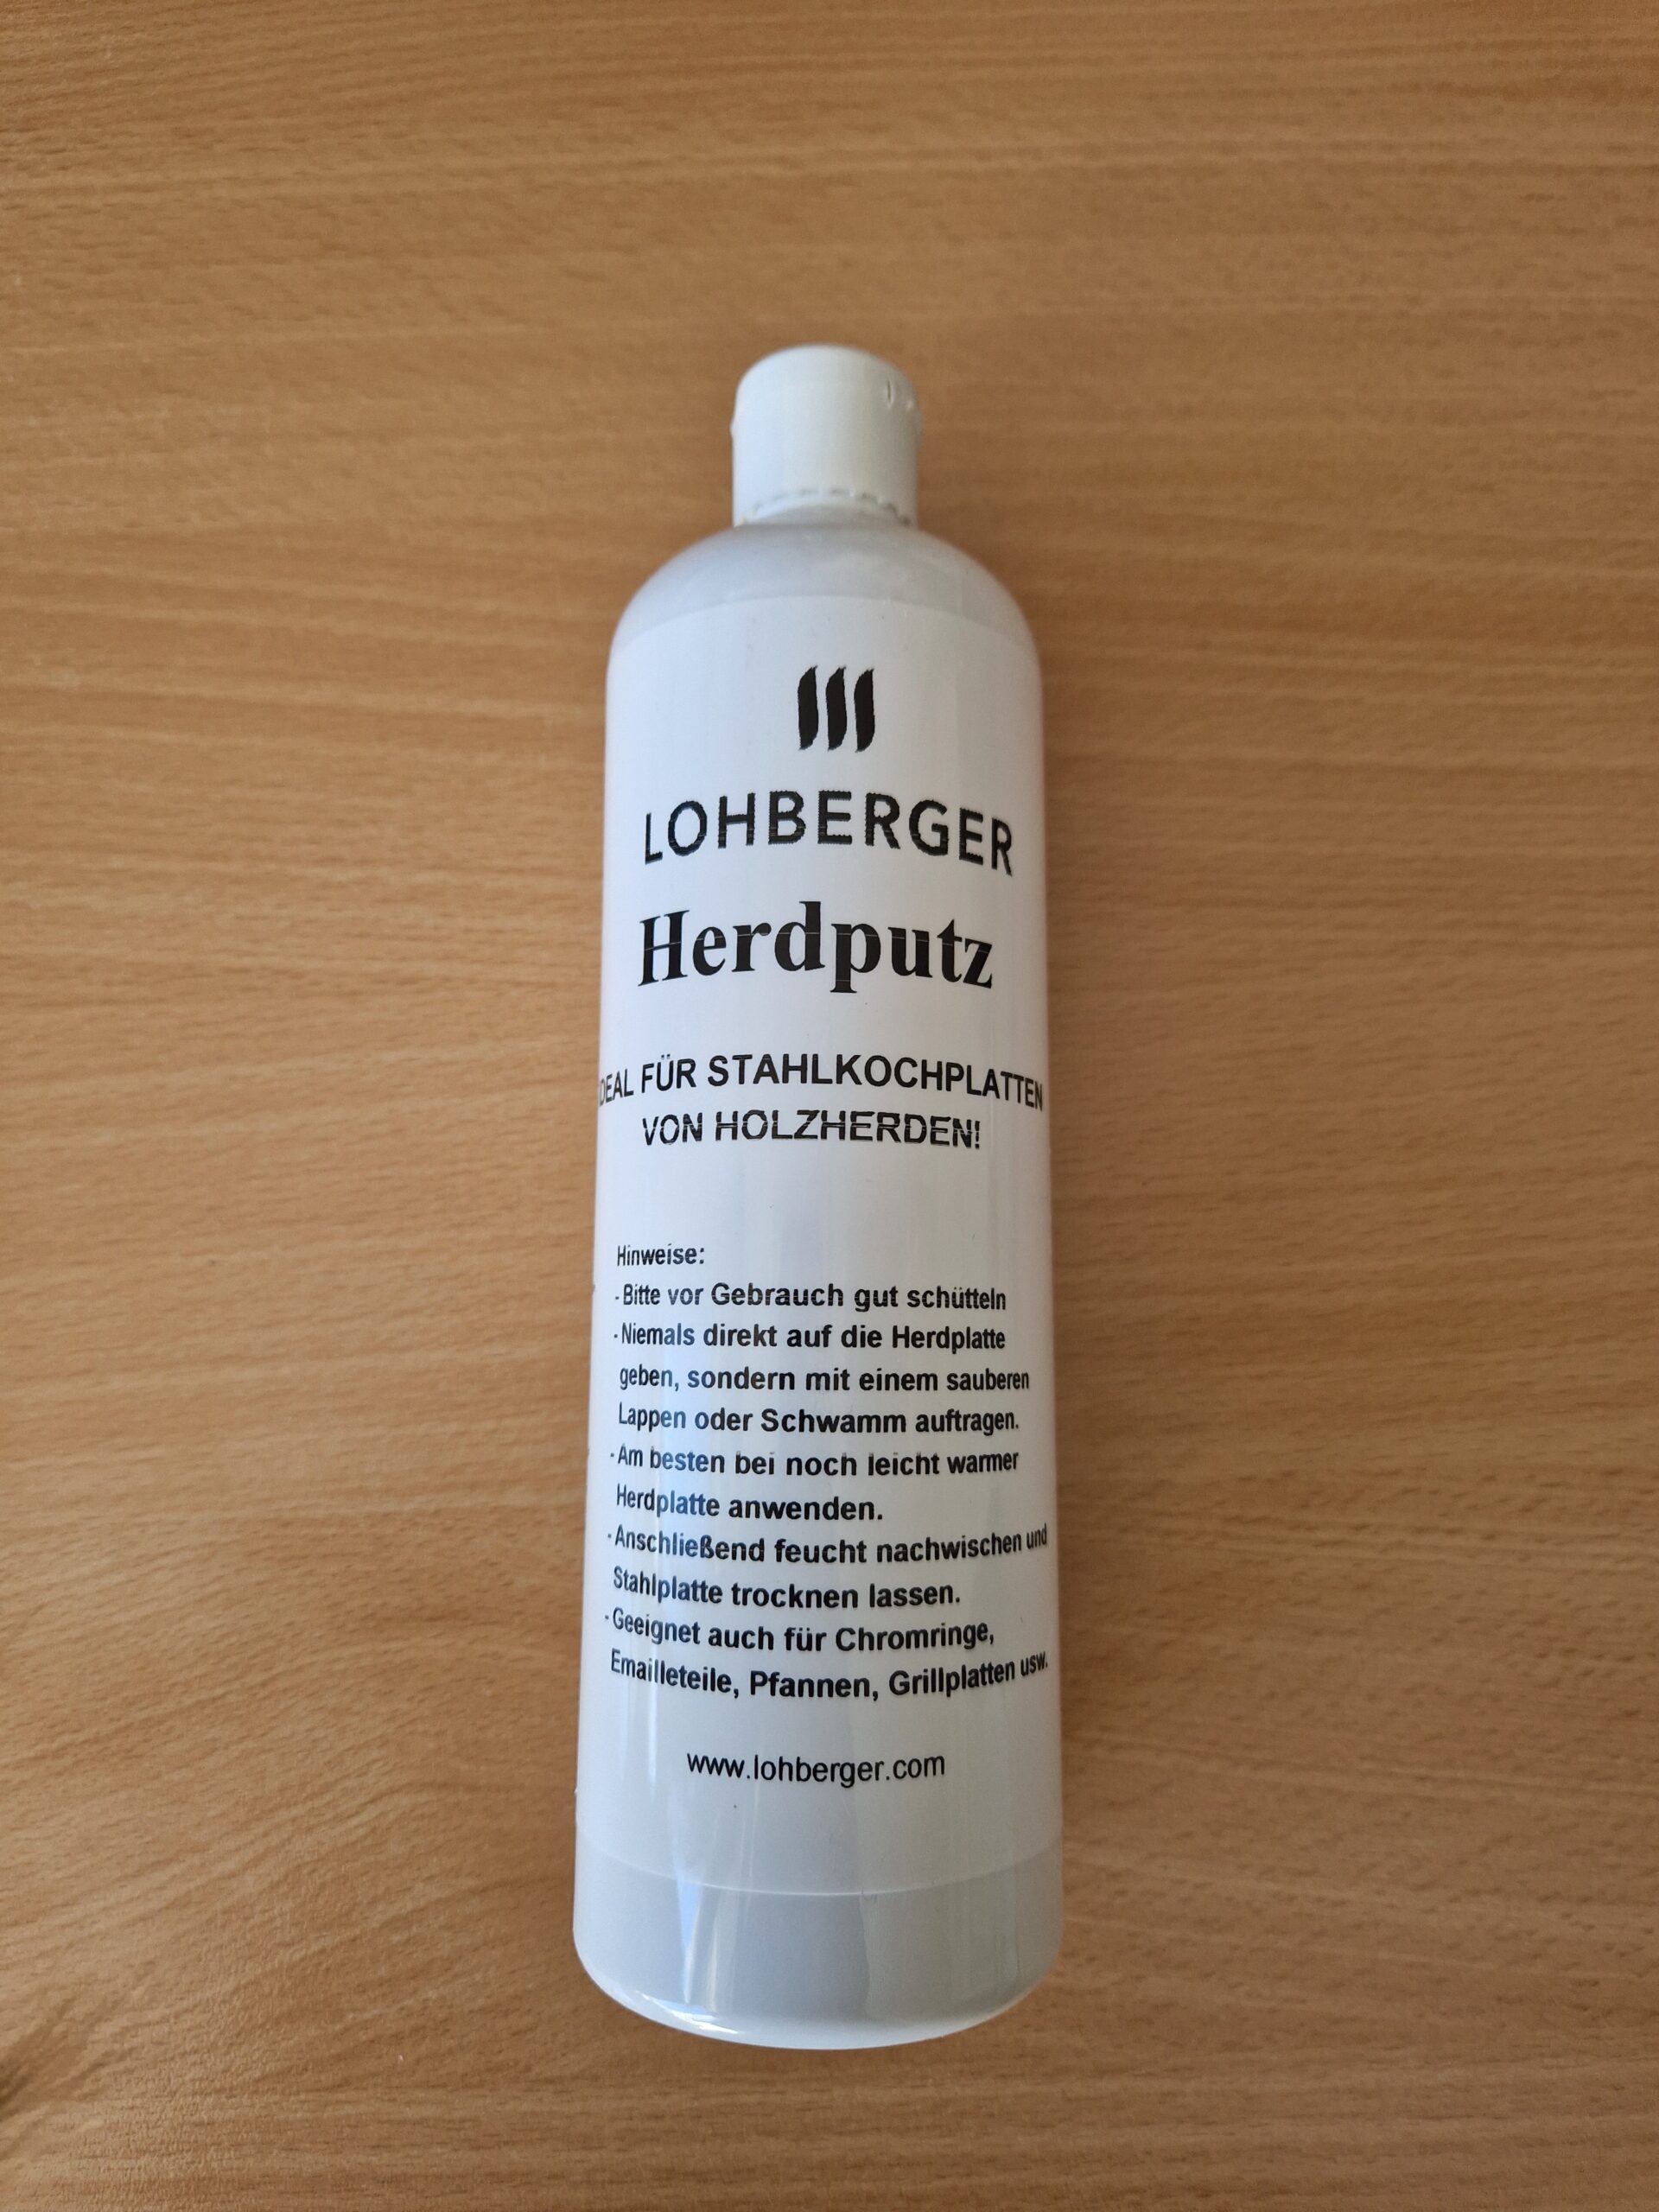 LOHBERGER
Herdputz
IDEAL FÜR STAHLKOCHPLATTEN
VON HOLZHERDEN!
Hinweise:
-Bitte vor Gebrauch gut schütteln
-Niemals direkt auf die Herdplatte
geben, sondern mit einem sauberen
Lappen oder Schwamm auftragen.
-Am besten bei noch leicht warmer
Herdplatte anwenden.
-Anschließend feucht nachwischen und
Stahlplatte trocknen lassen.
-Geeignet auch für Chromringe,
Emailleteile, Pfannen, Grillplatten usw.
www.lohberger.com